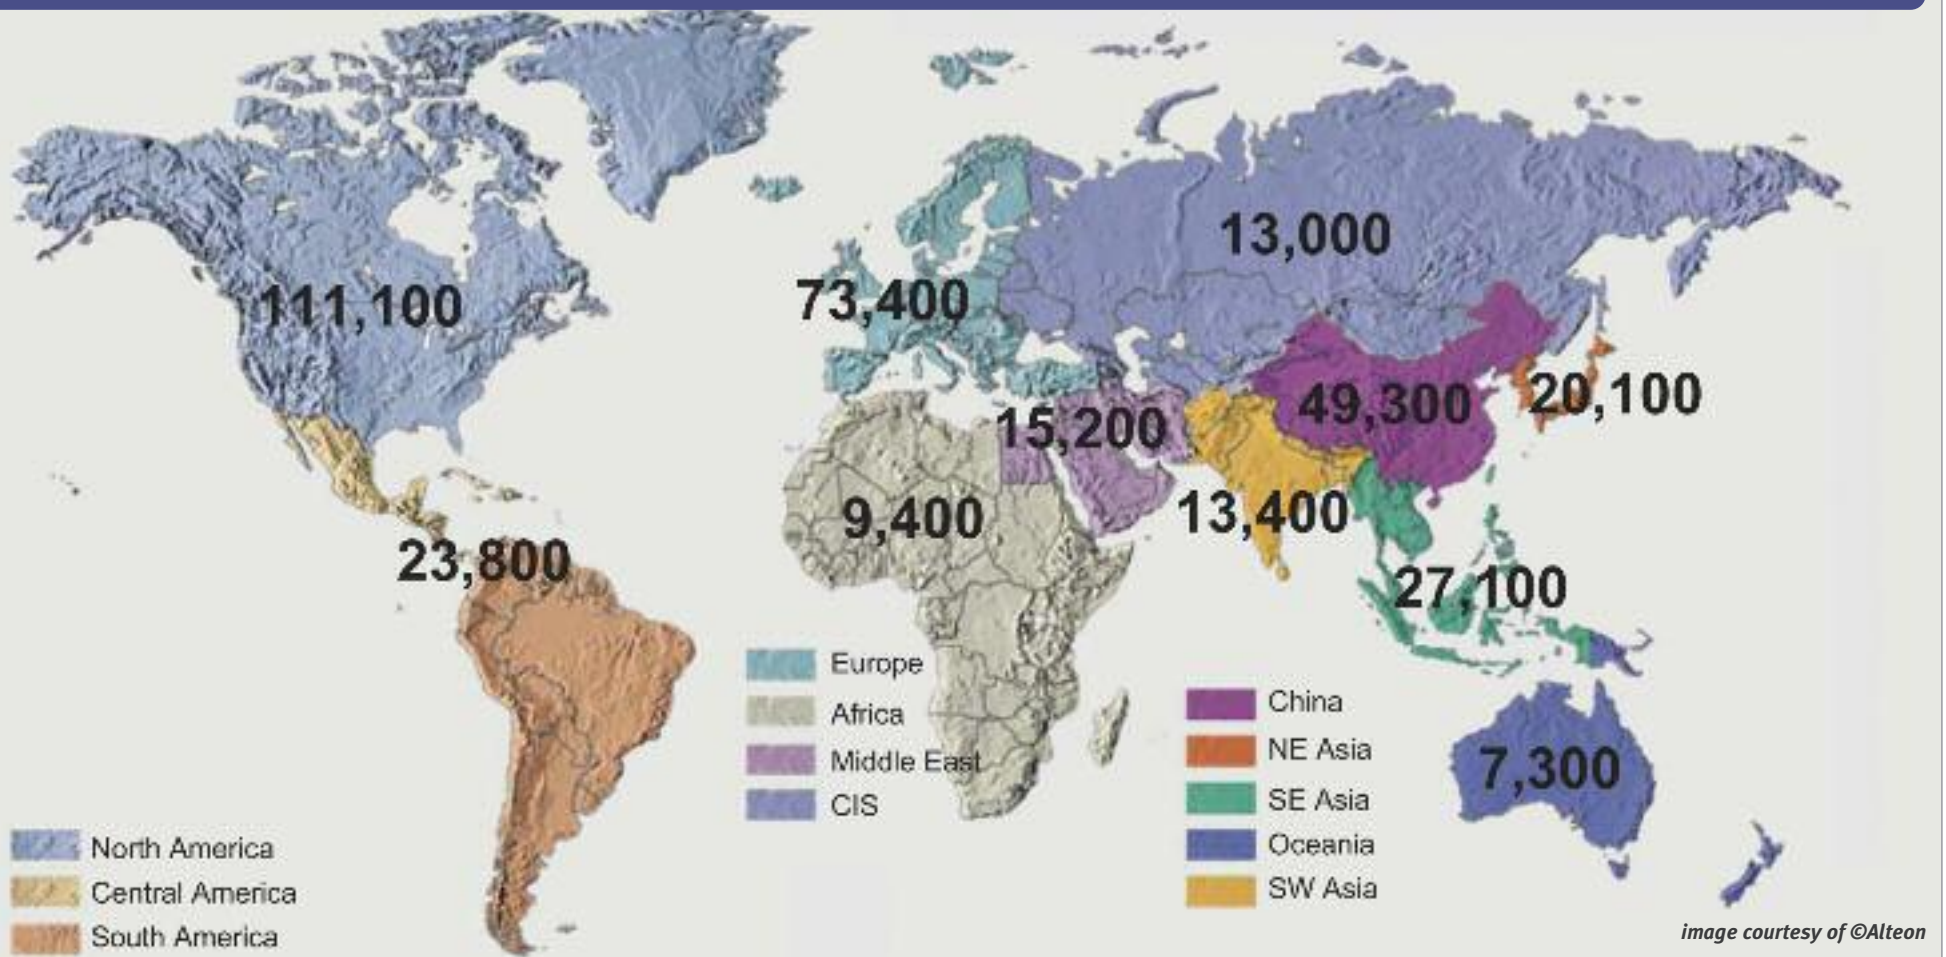 13,000
111,100
73,400
49,300
20,100
15,200
9,400
13,400
23,800
27,100
7,300
Europe
Africa
Middle East
CIS
China
NE Asia
SE Asia
Oceania
SW Asia
North America
Central America
South America
image courtesy of ©Alteon